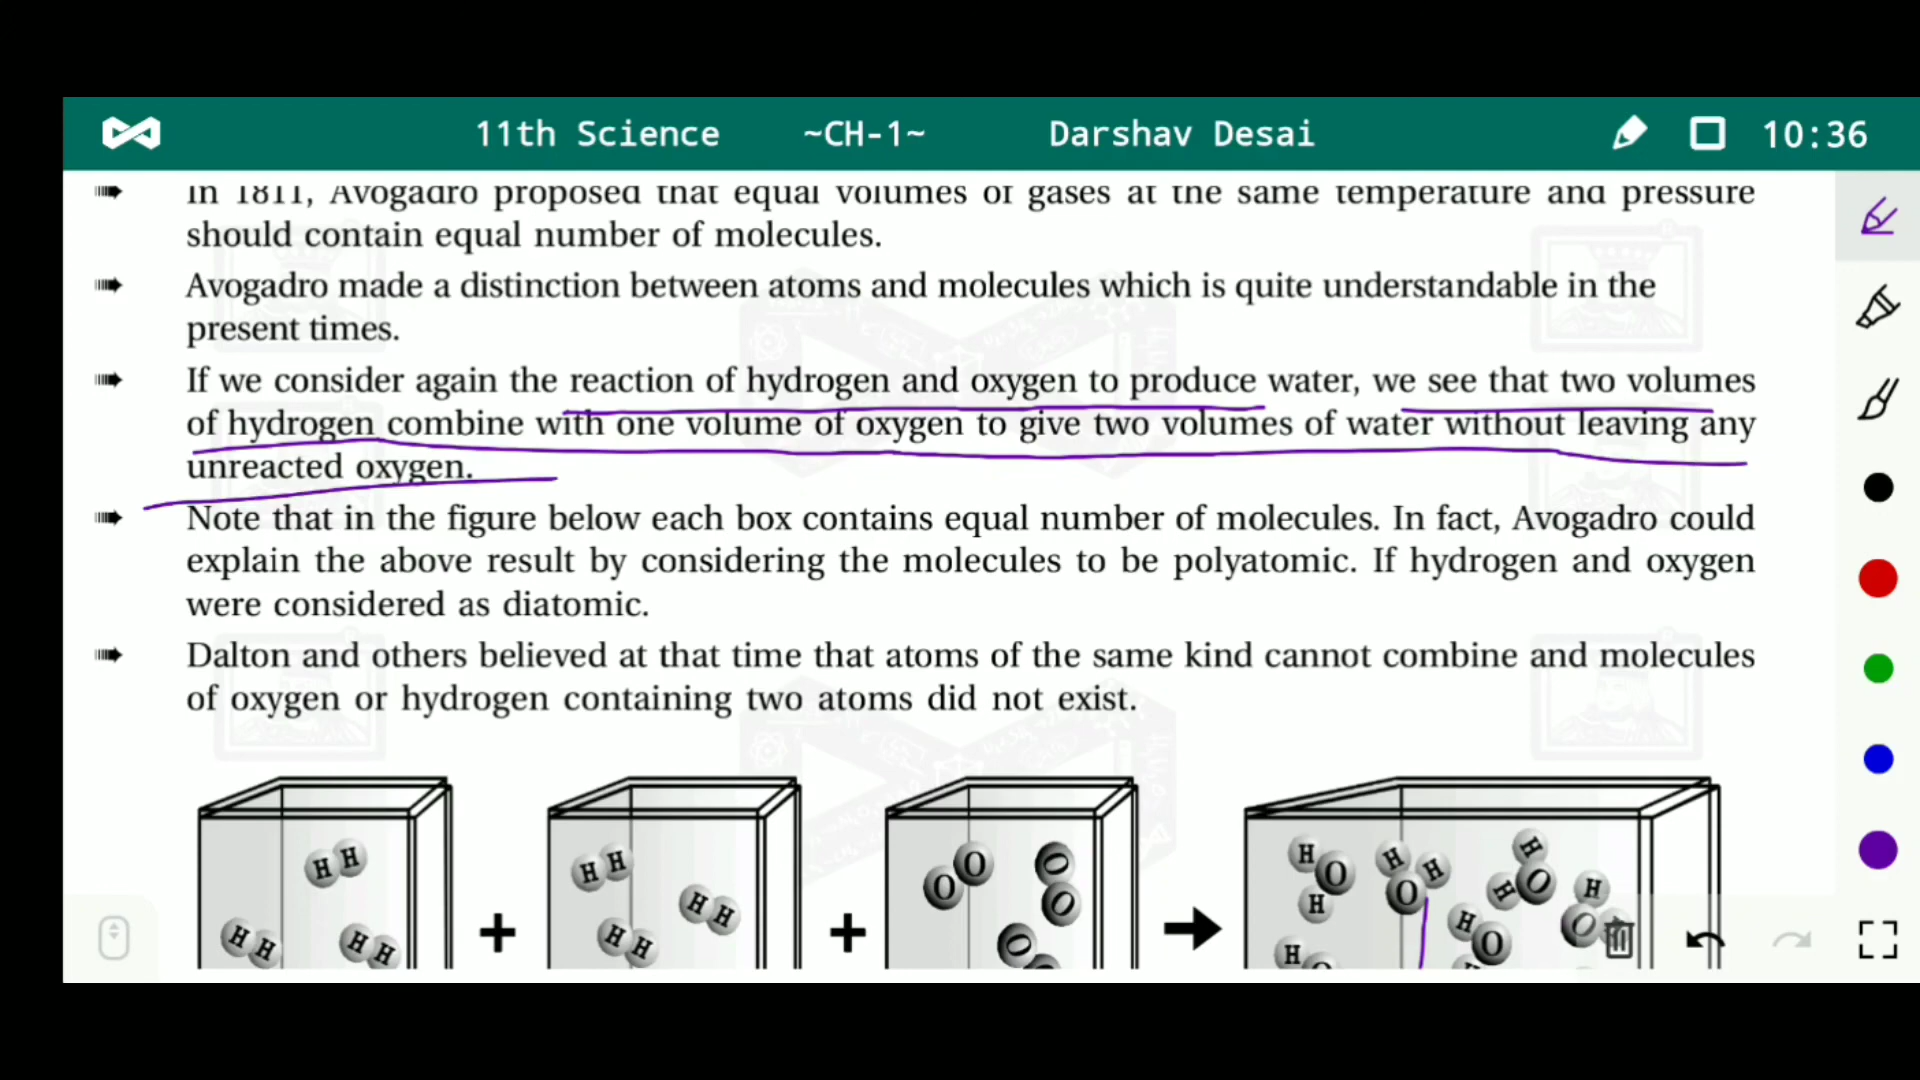 11th Science ~CH-1~ Darshav Desai 10:36
In 1811, Avogadro proposed that equal volumes of gases at the same temperature and pressure
should contain equal number of molecules.
Avogadro made a distinction between atoms and molecules which is quite understandable in the
present times.
If we consider again the reaction of hydrogen and oxygen to produce water, we see that two volumes
of hydrogen combine with one volume of oxygen to give two volumes of water without leaving any
unreacted oxygen.
Note that in the figure below each box contains equal number of molecules. In fact, Avogadro could
explain the above result by considering the molecules to be polyatomic. If hydrogen and oxygen
were considered as diatomic.
Dalton and others believed at that time that atoms of the same kind cannot combine and molecules
of oxygen or hydrogen containing two atoms did not exist.
H H
H H
H H
+
H H
H H
H H
+
O O
O O
O
H O H
H O H
H O H
H O
H O
H